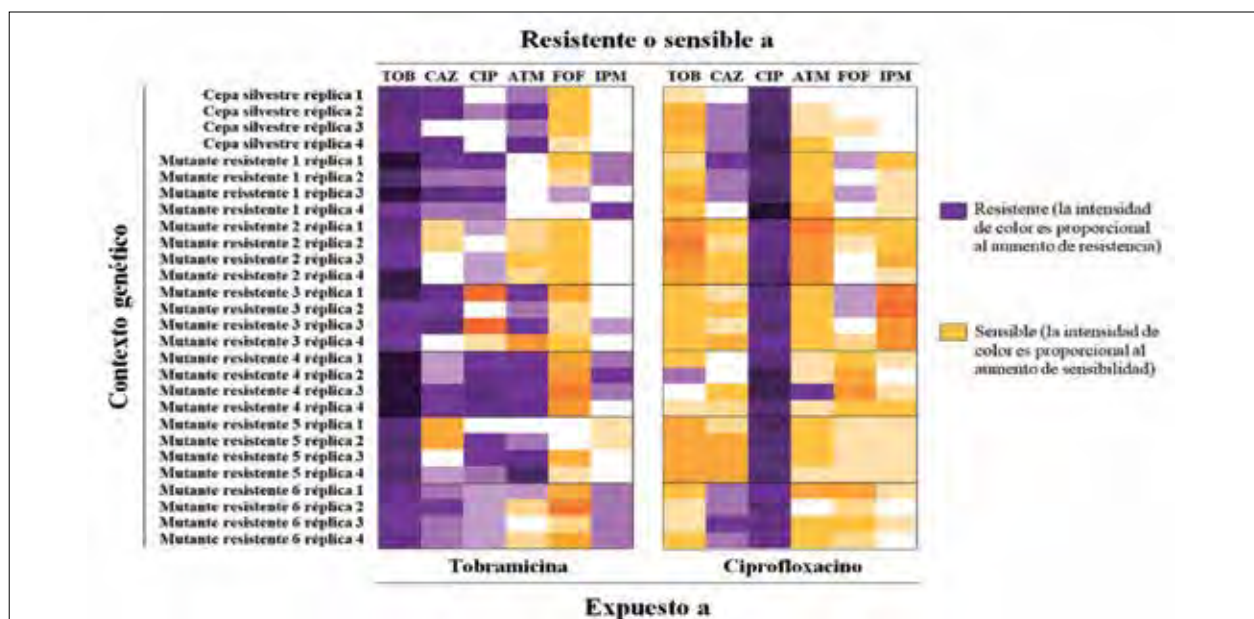 Resistente o sensible a
TOB CAZ CIP ATM FOF IPM
TOB CAZ CIP ATM FOF IPM
Contexto genético
Cepa silvestre réplica 1
Cepa silvestre réplica 2
Cepa silvestre réplica 3
Cepa silvestre réplica 4
Mutante resistente 1 réplica 1
Mutante resistente 1 réplica 2
Mutante reisstente 1 réplica 3
Mutante resistente 1 réplica 4
Mutante resistente 2 réplica 1
Mutante resistente 2 réplica 2
Mutante resistente 2 réplica 3
Mutante resistente 2 réplica 4
Mutante resistente 3 réplica 1
Mutante resistente 3 réplica 2
Mutante resistente 3 réplica 3
Mutante resistente 3 réplica 4
Mutante resistente 4 réplica 1
Mutante resistente 4 réplica 2
Mutante resistente 4 réplica 3
Mutante resistente 4 réplica 4
Mutante resistente 5 réplica 1
Mutante resistente 5 réplica 2
Mutante resistente 5 réplica 3
Mutante resistente 5 réplica 4
Mutante resistente 6 réplica 1
Mutante resistente 6 réplica 2
Mutante resistente 6 réplica 3
Mutante resistente 6 réplica 4
Resistente (la intensidad
de color es proporcional
al aumento de resistencia)
Sensible (la intensidad de
color es proporcional al
aumento de sensibilidad)
Tobramicina
Ciprofloxacino
Expuesto a